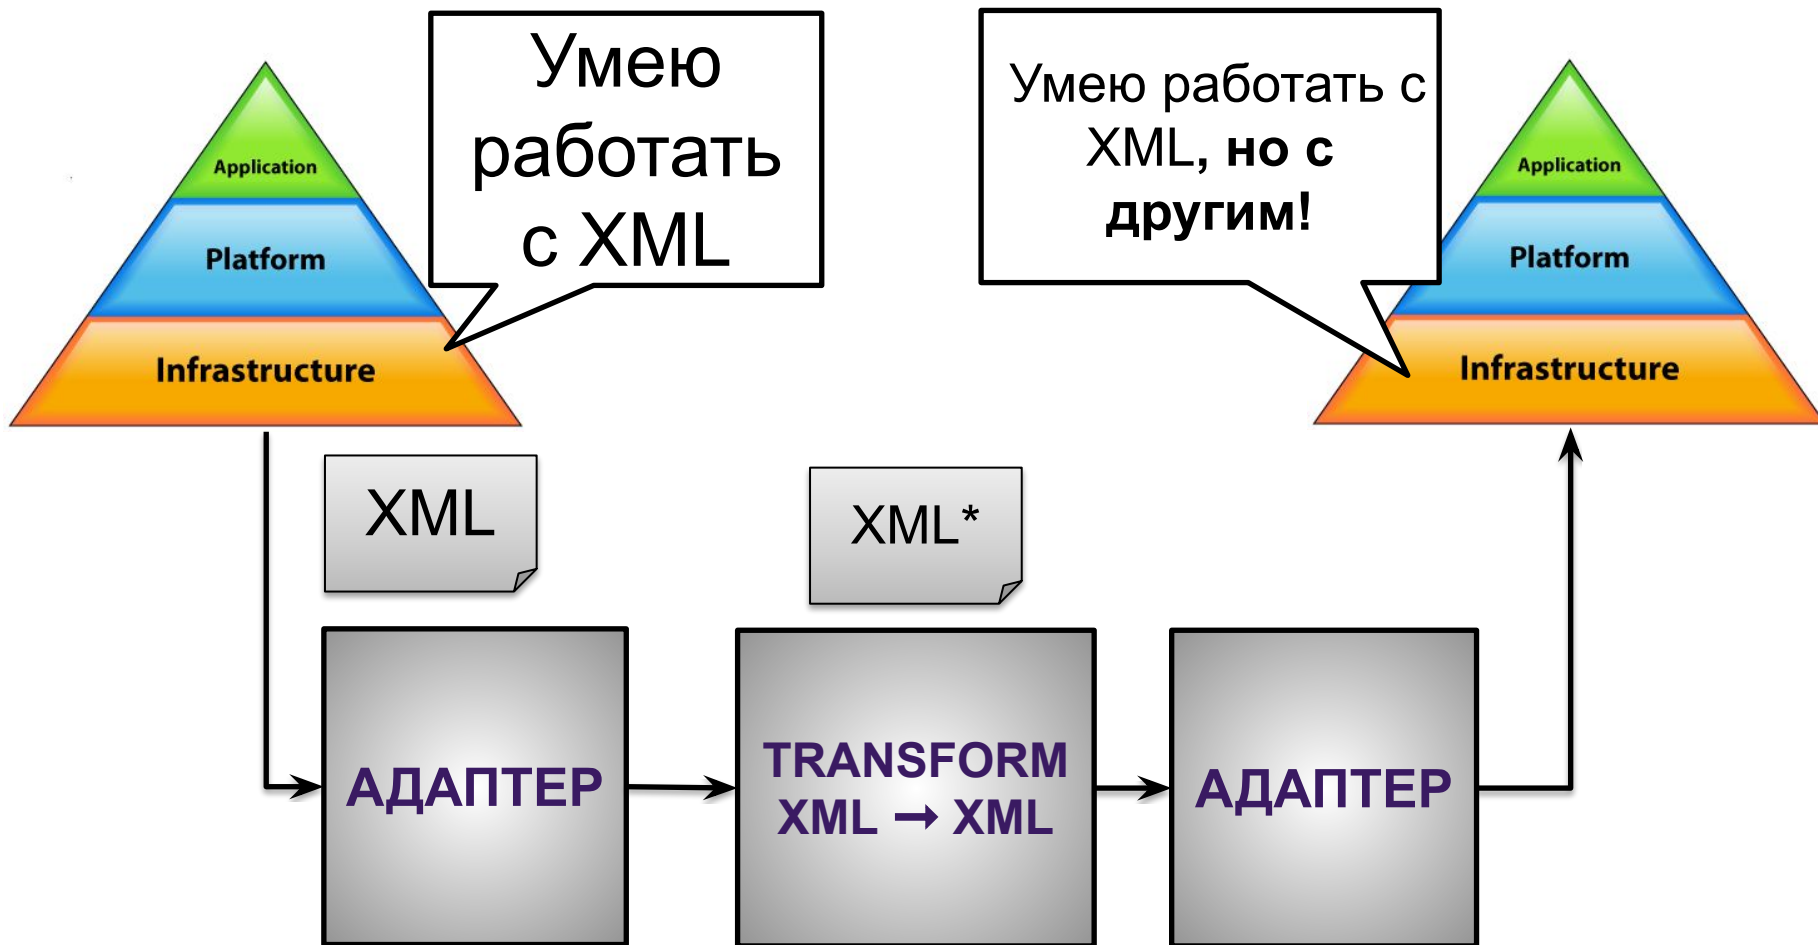 Application
Platform
Infrastructure
Умею
работать
с XML
Умею работать с
XML, но с
другим!
Application
Platform
Infrastructure
XML
XML*
АДАПТЕР
TRANSFORM
XML → XML
АДАПТЕР